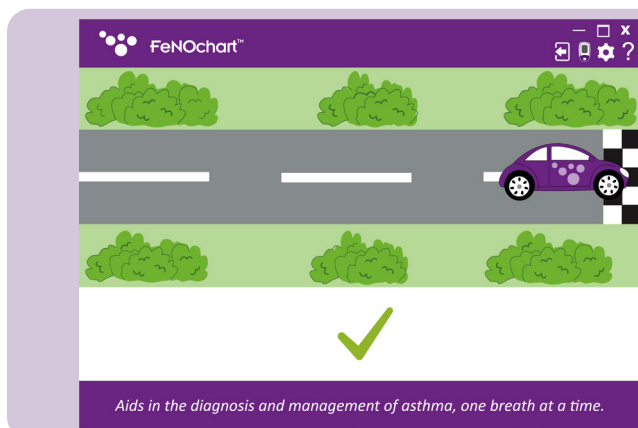 FeNOchart™
Aids in the diagnosis and management of asthma, one breath at a time.